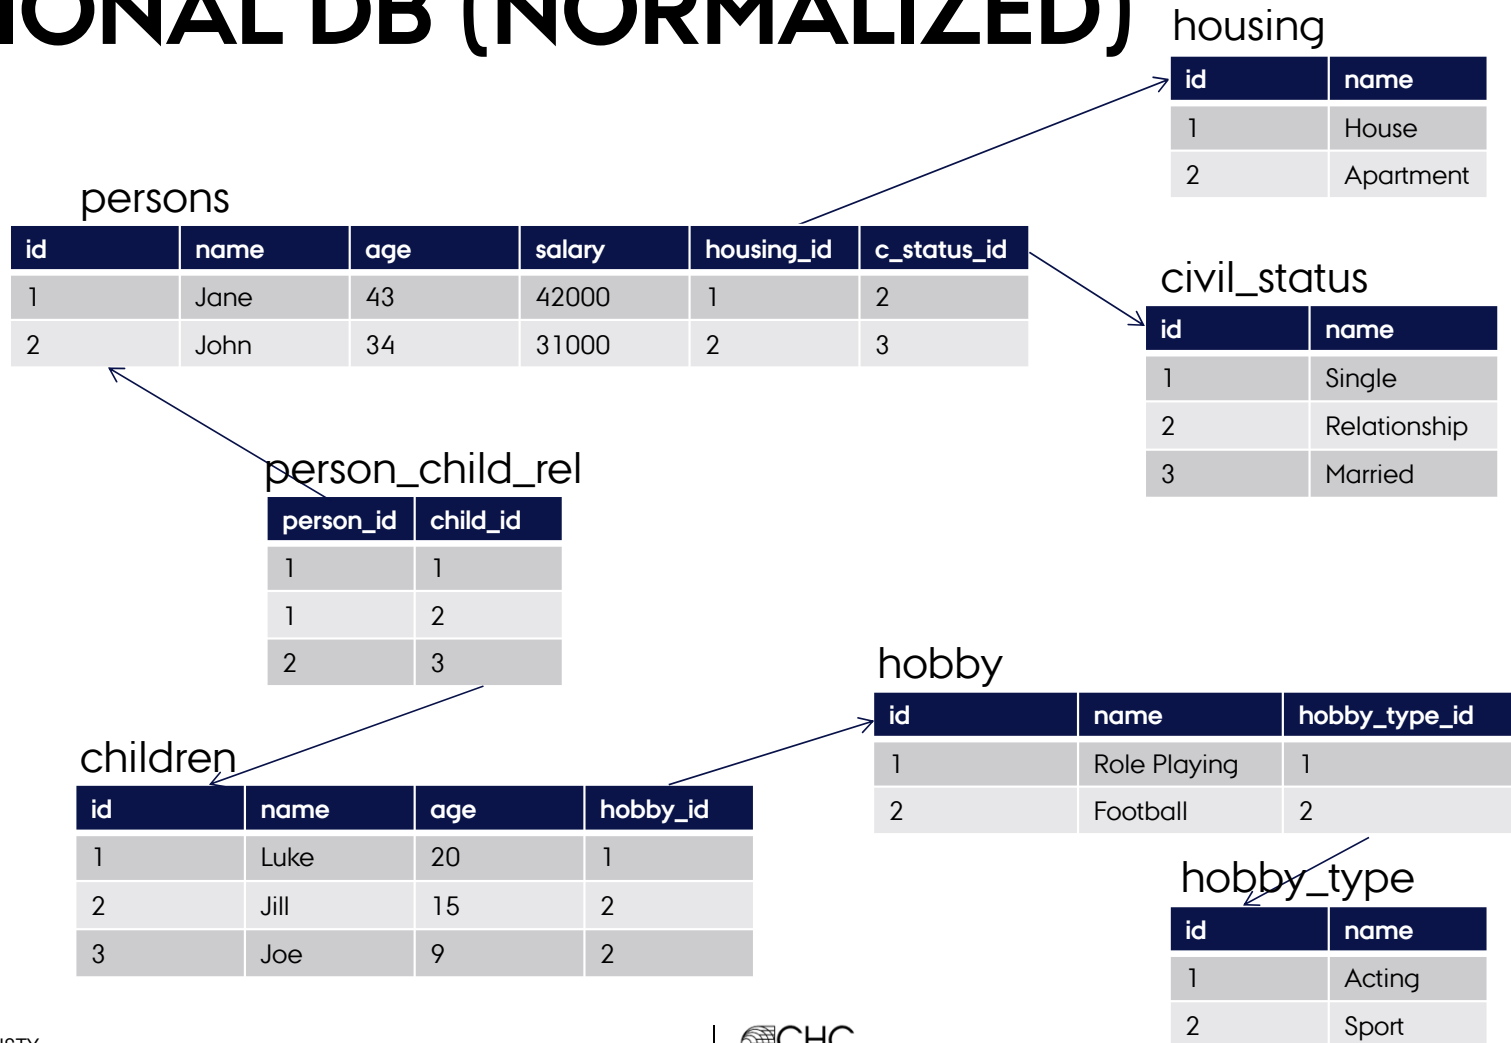 IONAL DB (NORMALIZED)
housing
id name
1 House
2 Apartment
persons
id name age salary housing_id c_status_id
1 Jane 43 42000 1 2
2 John 34 31000 2 3
civil_status
id name
1 Single
2 Relationship
3 Married
person_child_rel
person_id child_id
1 1
1 2
2 3
hobby
id name hobby_type_id
1 Role Playing 1
2 Football 2
children
id name age hobby_id
1 Luke 20 1
2 Jill 15 2
3 Joe 9 2
hobby_type
id name
1 Acting
2 Sport